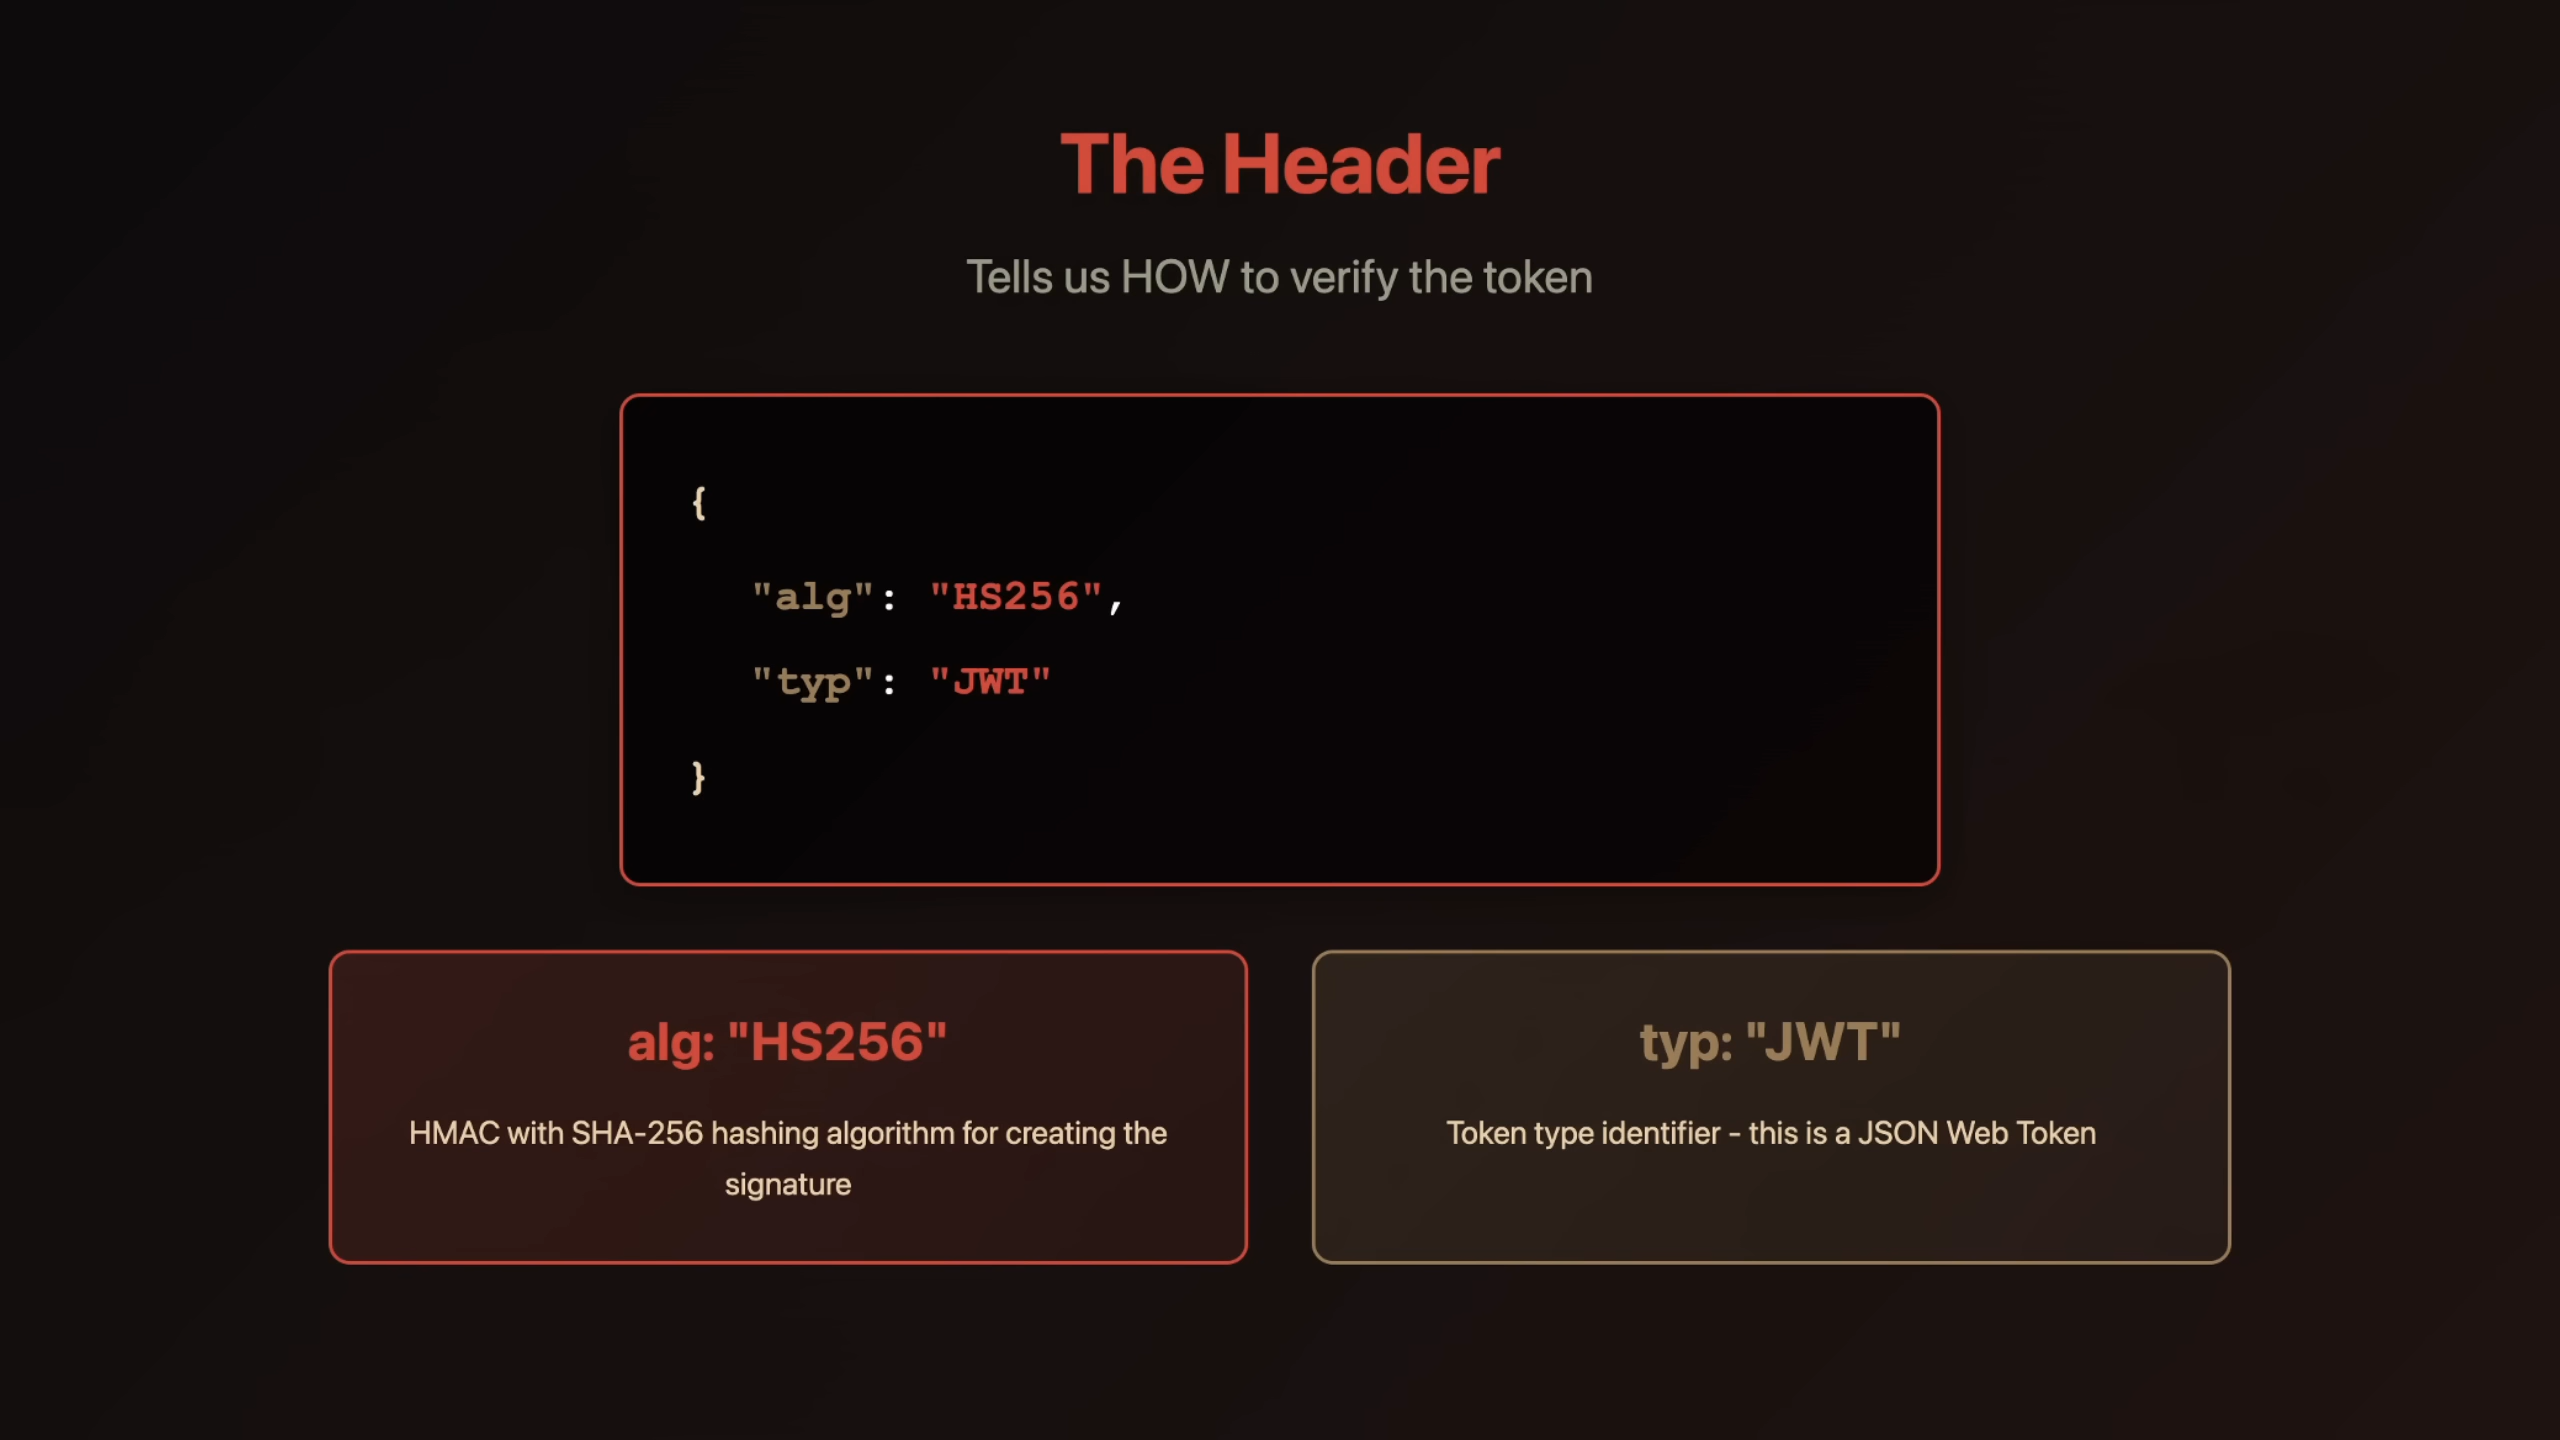 The Header
Tells us HOW to verify the token
{
"alg": "HS256",
"typ": "JWT"
}
alg: "HS256"
HMAC with SHA-256 hashing algorithm for creating the
signature
typ: "JWT"
Token type identifier - this is a JSON Web Token